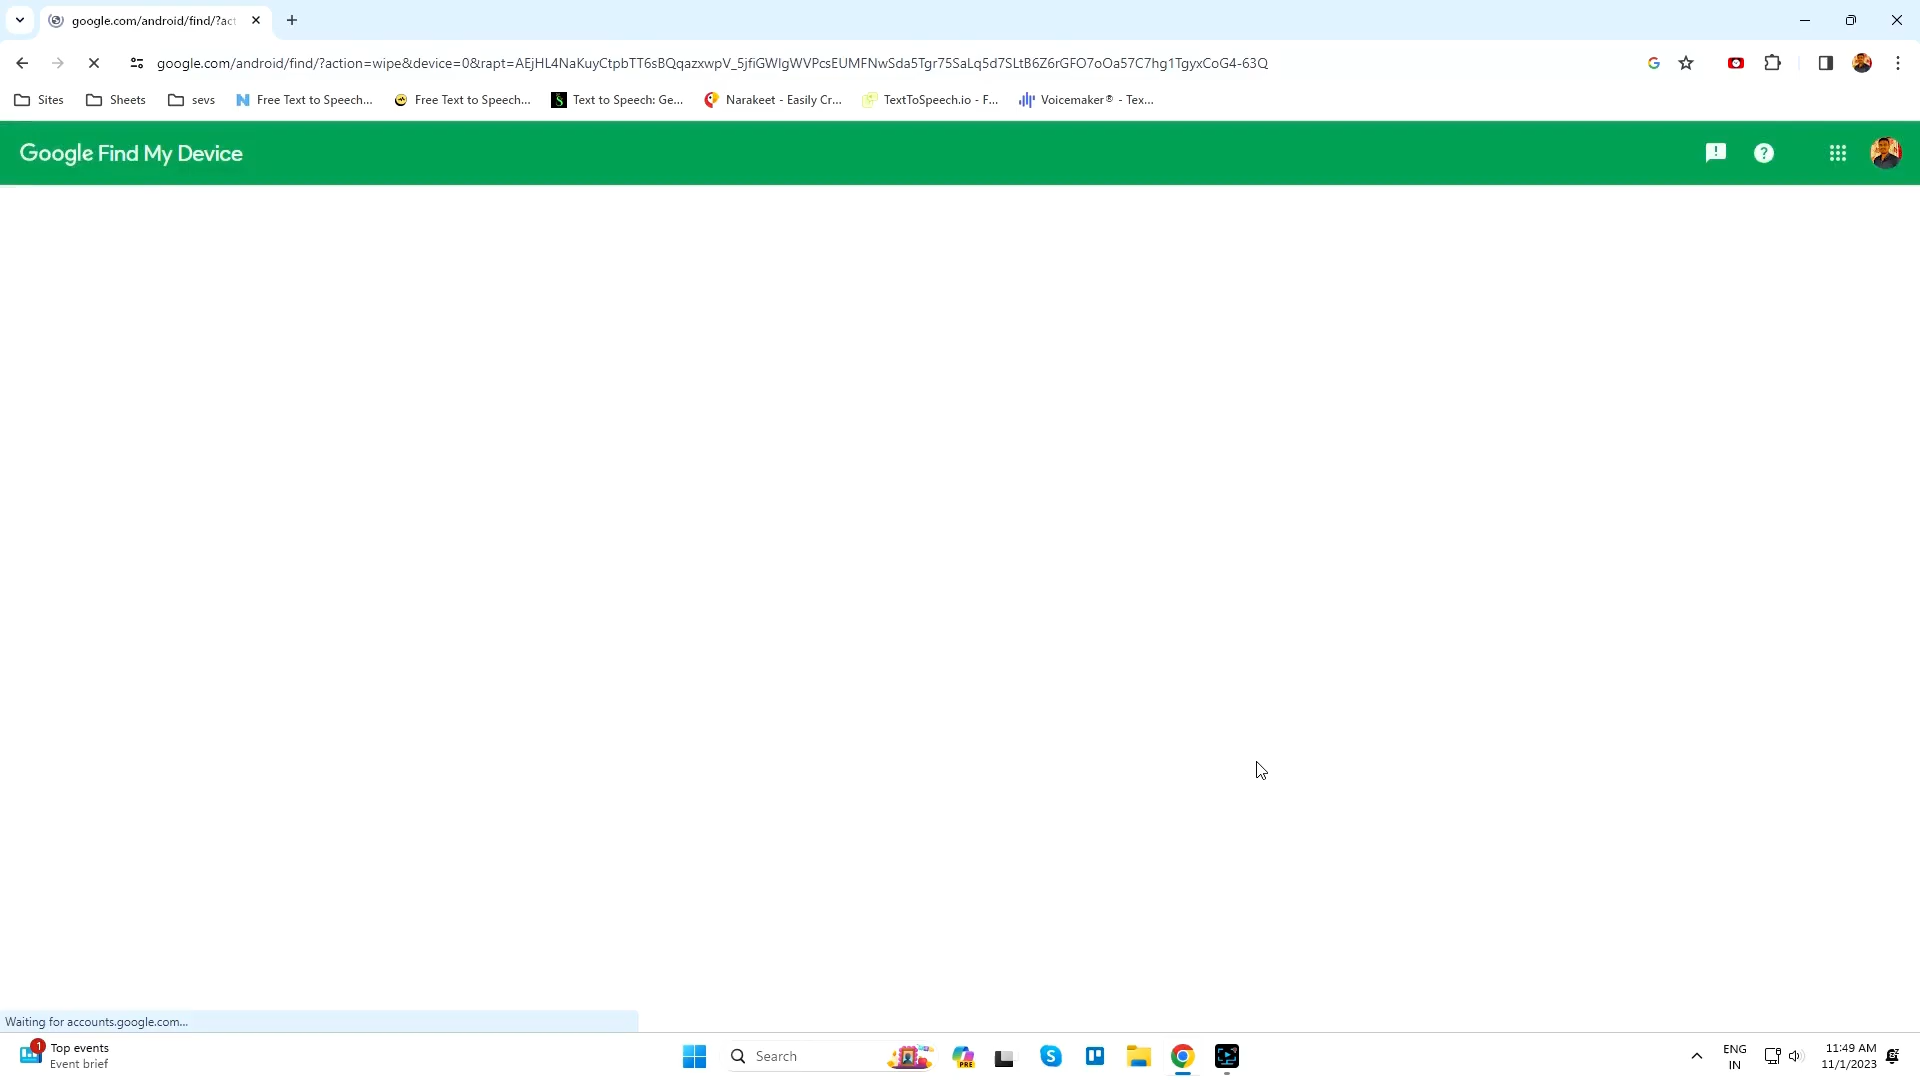 google.com/android/find/?act
google.com/android/find/?action=wipe&device=0&rapt=AEjHL4NaKuyCtpbTT6sBQqazxwpV_5jfiGWIgWVPcsEUMFNwSda5Tgr75SaLq5d7SLtB6Z6rGFO7oOa57C7hg1TgyxCoG4-63Q
Sites Sheets sevs Free Text to Speech... Free Text to Speech... Text to Speech: Ge... Narakeet - Easily Cr... TextToSpeech.io - F... Voicemaker® - Tex...
Google Find My Device
Waiting for accounts.google.com...
1
Top events
Event brief
Search
PRE
ENG
IN
11:49 AM
11/1/2023